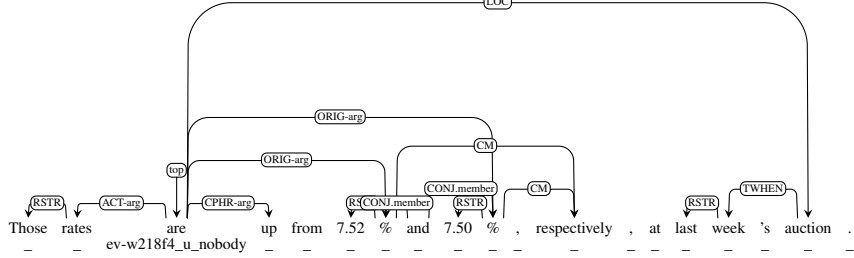 LOC
ORIG-arg
CM
ORIG-arg
top
CONJ.member
RSTR ACT-arg CPHR-arg CONJ.member RSTR CM RSTR TWHEN
Those rates are up from 7.52 % and 7.50 % , respectively , at last week 's auction .
_ _ ev-w218f4_u_nobody _ _ _ _ _ _ _ _ _ _ _ _ _ _ _